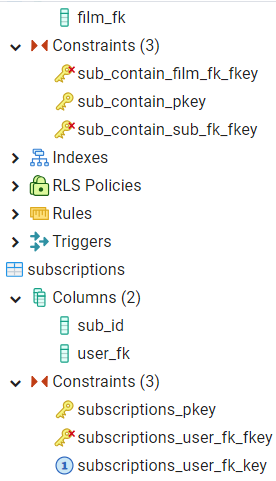 film_fk
Constraints (3)
sub_contain_film_fk_fkey
sub_contain_pkey
sub_contain_sub_fk_fkey
Indexes
RLS Policies
Rules
Triggers
subscriptions
Columns (2)
sub_id
user_fk
Constraints (3)
subscriptions_pkey
subscriptions_user_fk_fkey
1 subscriptions_user_fk_key